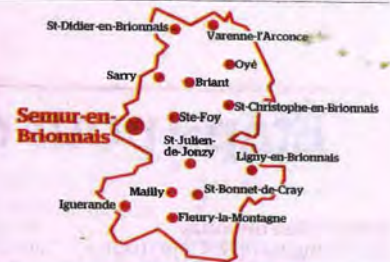 St-Didier-en-Brionnais
Varenne-l'Arconce
Oyé
Sarry
Briant
St-Christophe-en-Brionnais
Semur-en-
Brionnais
Ste-Foy
St-Julien-
de-Jonzy
Ligny-en-Brionnais
Mailly
St-Bonnet-de-Cray
Iguerande
Fleury-la-Montagne